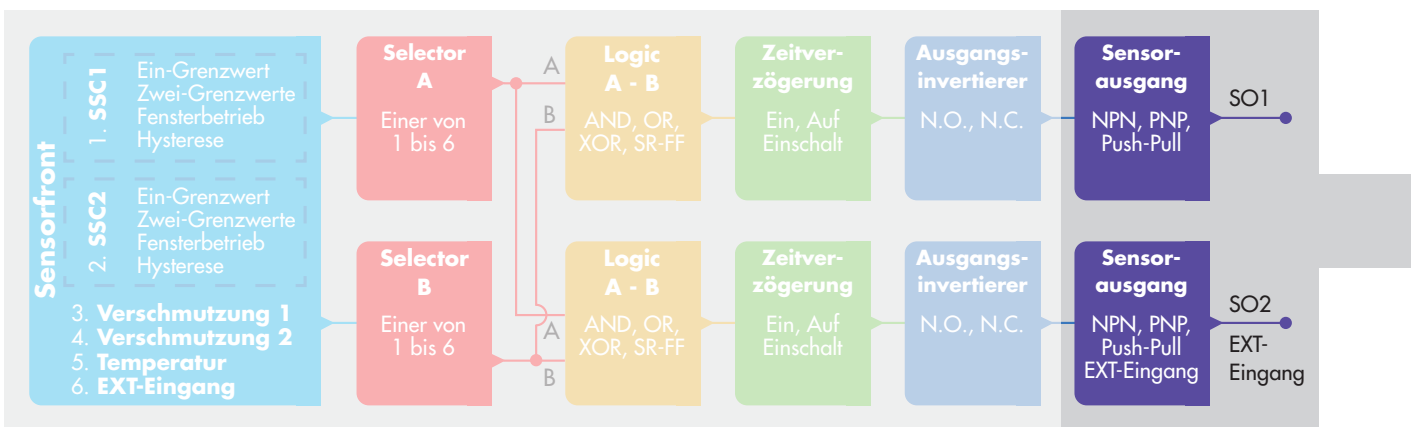 Sensorfront
1. SSC1
Ein-Grenzwert
Zwei-Grenzwerte
Fensterbetrieb
Hysterese
2. SSC2
Ein-Grenzwert
Zwei-Grenzwerte
Fensterbetrieb
Hysterese
3. Verschmutzung 1
4. Verschmutzung 2
5. Temperatur
6. EXT-Eingang
Selector
A
Einer von
1 bis 6
A
B
Logic
A - B
AND, OR,
XOR, SR-FF
Zeitver-
zögerung
Ein, Auf
Einschalt
Ausgangs-
invertierer
N.O., N.C.
Sensor-
ausgang
NPN, PNP,
Push-Pull
SO1
Selector
B
Einer von
1 bis 6
A
B
Logic
A - B
AND, OR,
XOR, SR-FF
Zeitver-
zögerung
Ein, Auf
Einschalt
Ausgangs-
invertierer
N.O., N.C.
Sensor-
ausgang
NPN, PNP,
Push-Pull
EXT-Eingang
SO2
EXT-
Eingang